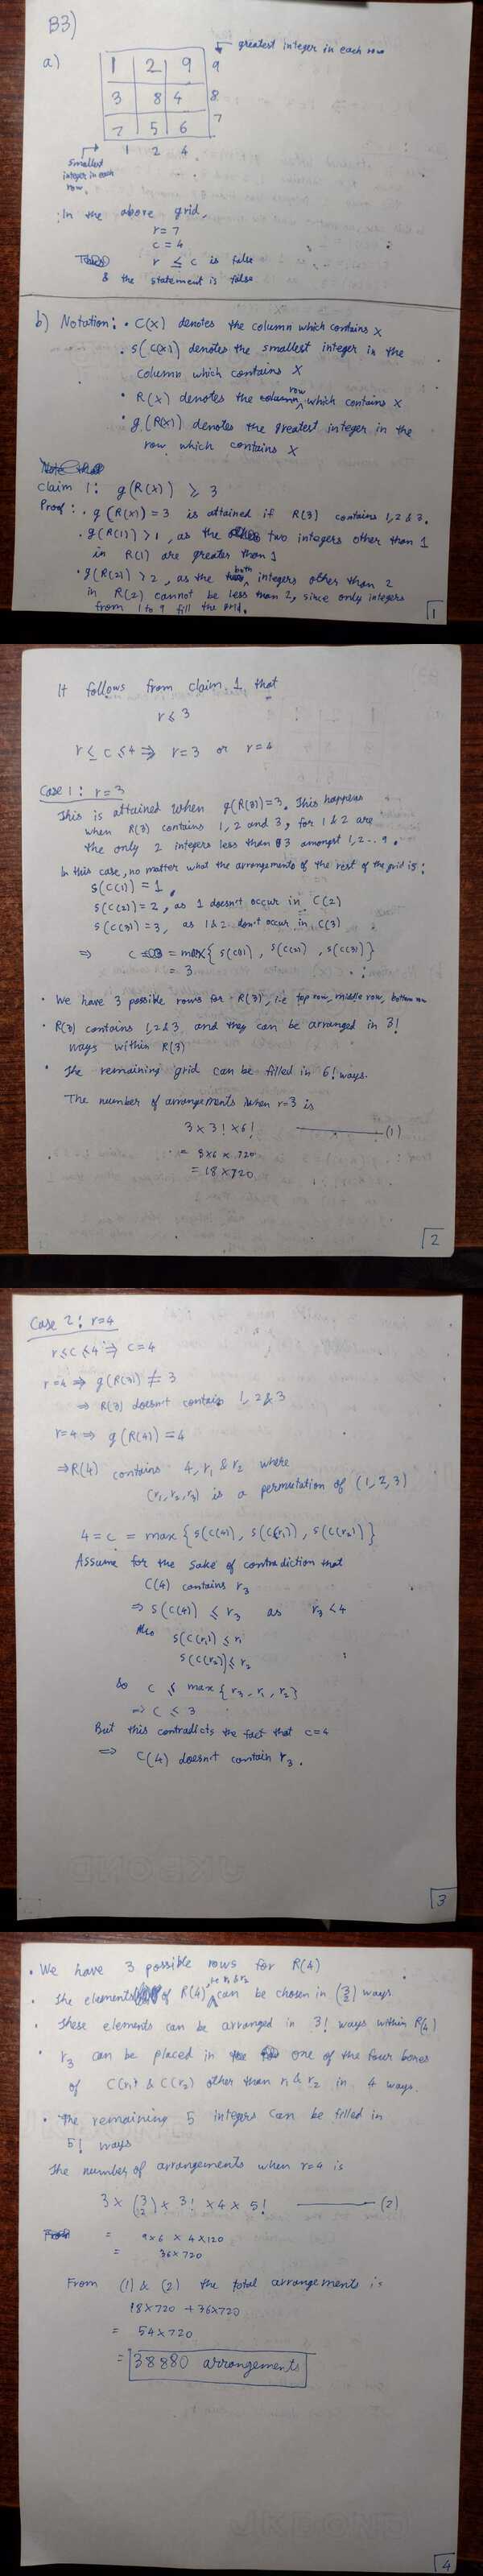 B3)
a)
greatest integer in each row
1 2 9 9
3 8 4 8
7 5 6 7
1 2 4
smallest
integer in each
row.
In the above grid,
r = 7
c = 4
r ≤ c is false
& the statement is false
b) Notation: • C(X) denotes the column which contains X
• S(C(X)) denotes the smallest integer in the
column which contains X
• R(X) denotes the row which contains X
• g(R(X)) denotes the greatest integer in the
row which contains X
Claim 1: g(R(X)) ≥ 3
Proof: • g(R(X)) = 3 is attained if R(3) contains 1, 2 & 3.
• g(R(1)) > 1, as the two integers other than 1
in R(1) are greater than 1
• g(R(2)) > 2, as the both integers other than 2
in R(2) cannot be less than 2, since only integers
from 1 to 9 fill the grid.
1
It follows from claim 1 that
r ≤ 3
r ≤ c ≤ 4 ⇒ r = 3 or r = 4
Case 1: r = 3
This is attained when g(R(3)) = 3. This happens
when R(3) contains 1, 2 and 3, for 1 & 2 are
the only 2 integers less than 3 amongst 1, 2 .. 9.
In this case, no matter what the arrangements of the rest of the grid is:
S(C(1)) = 1,
S(C(2)) = 2, as 1 doesn't occur in C(2)
S(C(3)) = 3, as 1 & 2 don't occur in C(3)
⇒ c = max{S(C(1)), S(C(2)), S(C(3))}
= 3
• We have 3 possible rows for R(3), i.e top row, middle row, bottom row
• R(3) contains 1, 2 & 3 and they can be arranged in 3!
ways within R(3)
• The remaining grid can be filled in 6! ways.
The number of arrangements when r=3 is
3 × 3! × 6! (1)
= 3×6 × 720
= 18 × 720
2
Case 2: r=4
r ≤ c ≤ 4 ⇒ c = 4
r=4 ⇒ g(R(3)) ≠ 3
⇒ R(3) doesn't contain 1, 2 & 3
r=4 ⇒ g(R(4)) = 4
⇒ R(4) contains 4, r₁ & r₂ where
(r₁, r₂, r₃) is a permutation of (1, 2, 3)
4 = c = max{S(C(4)), S(C(r₁)), S(C(r₂))}
Assume for the sake of contradiction that
C(4) contains r₃
⇒ S(C(4)) ≤ r₃ as r₃ < 4
Also S(C(r₁)) ≤ r₁
S(C(r₂)) ≤ r₂
So c ≤ max{r₃, r₁, r₂}
⇒ c ≤ 3
But this contradicts the fact that c=4
⇒ C(4) doesn't contain r₃.
3
• We have 3 possible rows for R(4)
• The elements of R(4), i.e r₁ & r₂ can be chosen in (3 2) ways.
• These elements can be arranged in 3! ways within R(4)
• r₃ can be placed in one of the four boxes
of C(r₁) & C(r₂) other than r₁ & r₂ in 4 ways.
• The remaining 5 integers can be filled in
5! ways
The number of arrangements when r=4 is
3 × (3 2) × 3! × 4 × 5! (2)
= 9×6 × 4×120
= 36×720
From (1) & (2) the total arrangements is
18×720 + 36×720
= 54×720
= 38880 arrangements
4